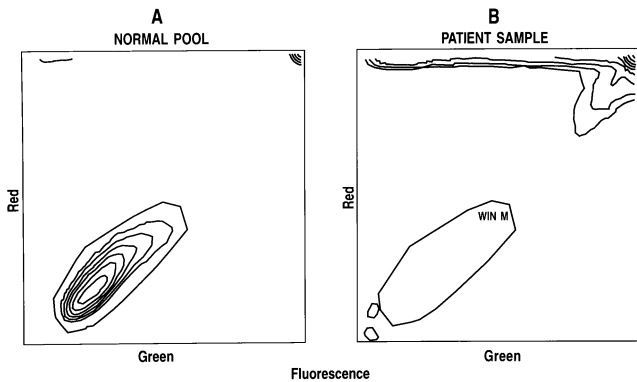 A
NORMAL POOL
B
PATIENT SAMPLE
Red
Green
Red
WIN M
Green
Fluorescence